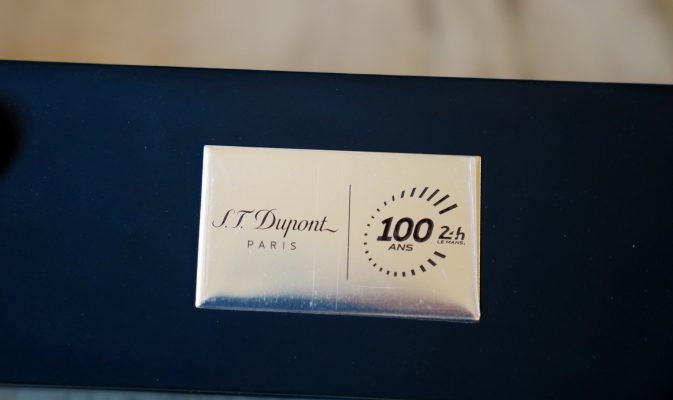 S.T. Dupont
PARIS
100 24h
ANS LE MANS.